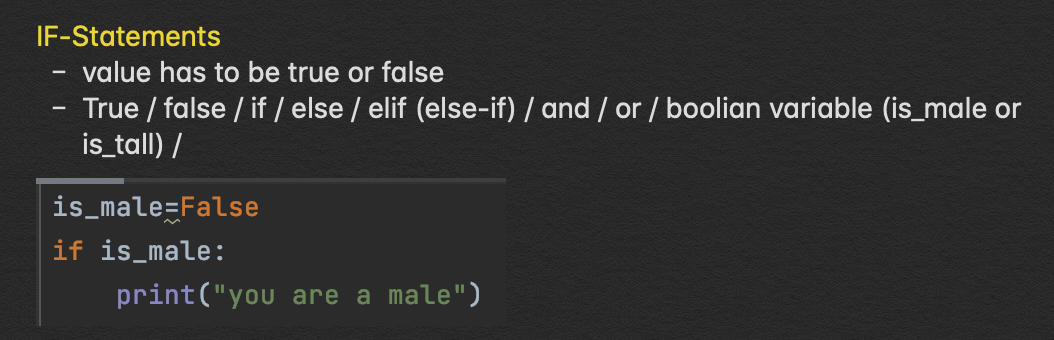 IF-Statements
– value has to be true or false
– True / false / if / else / elif (else-if) / and / or / boolian variable (is_male or
is_tall) /
is_male=False
if is_male:
    print("you are a male")